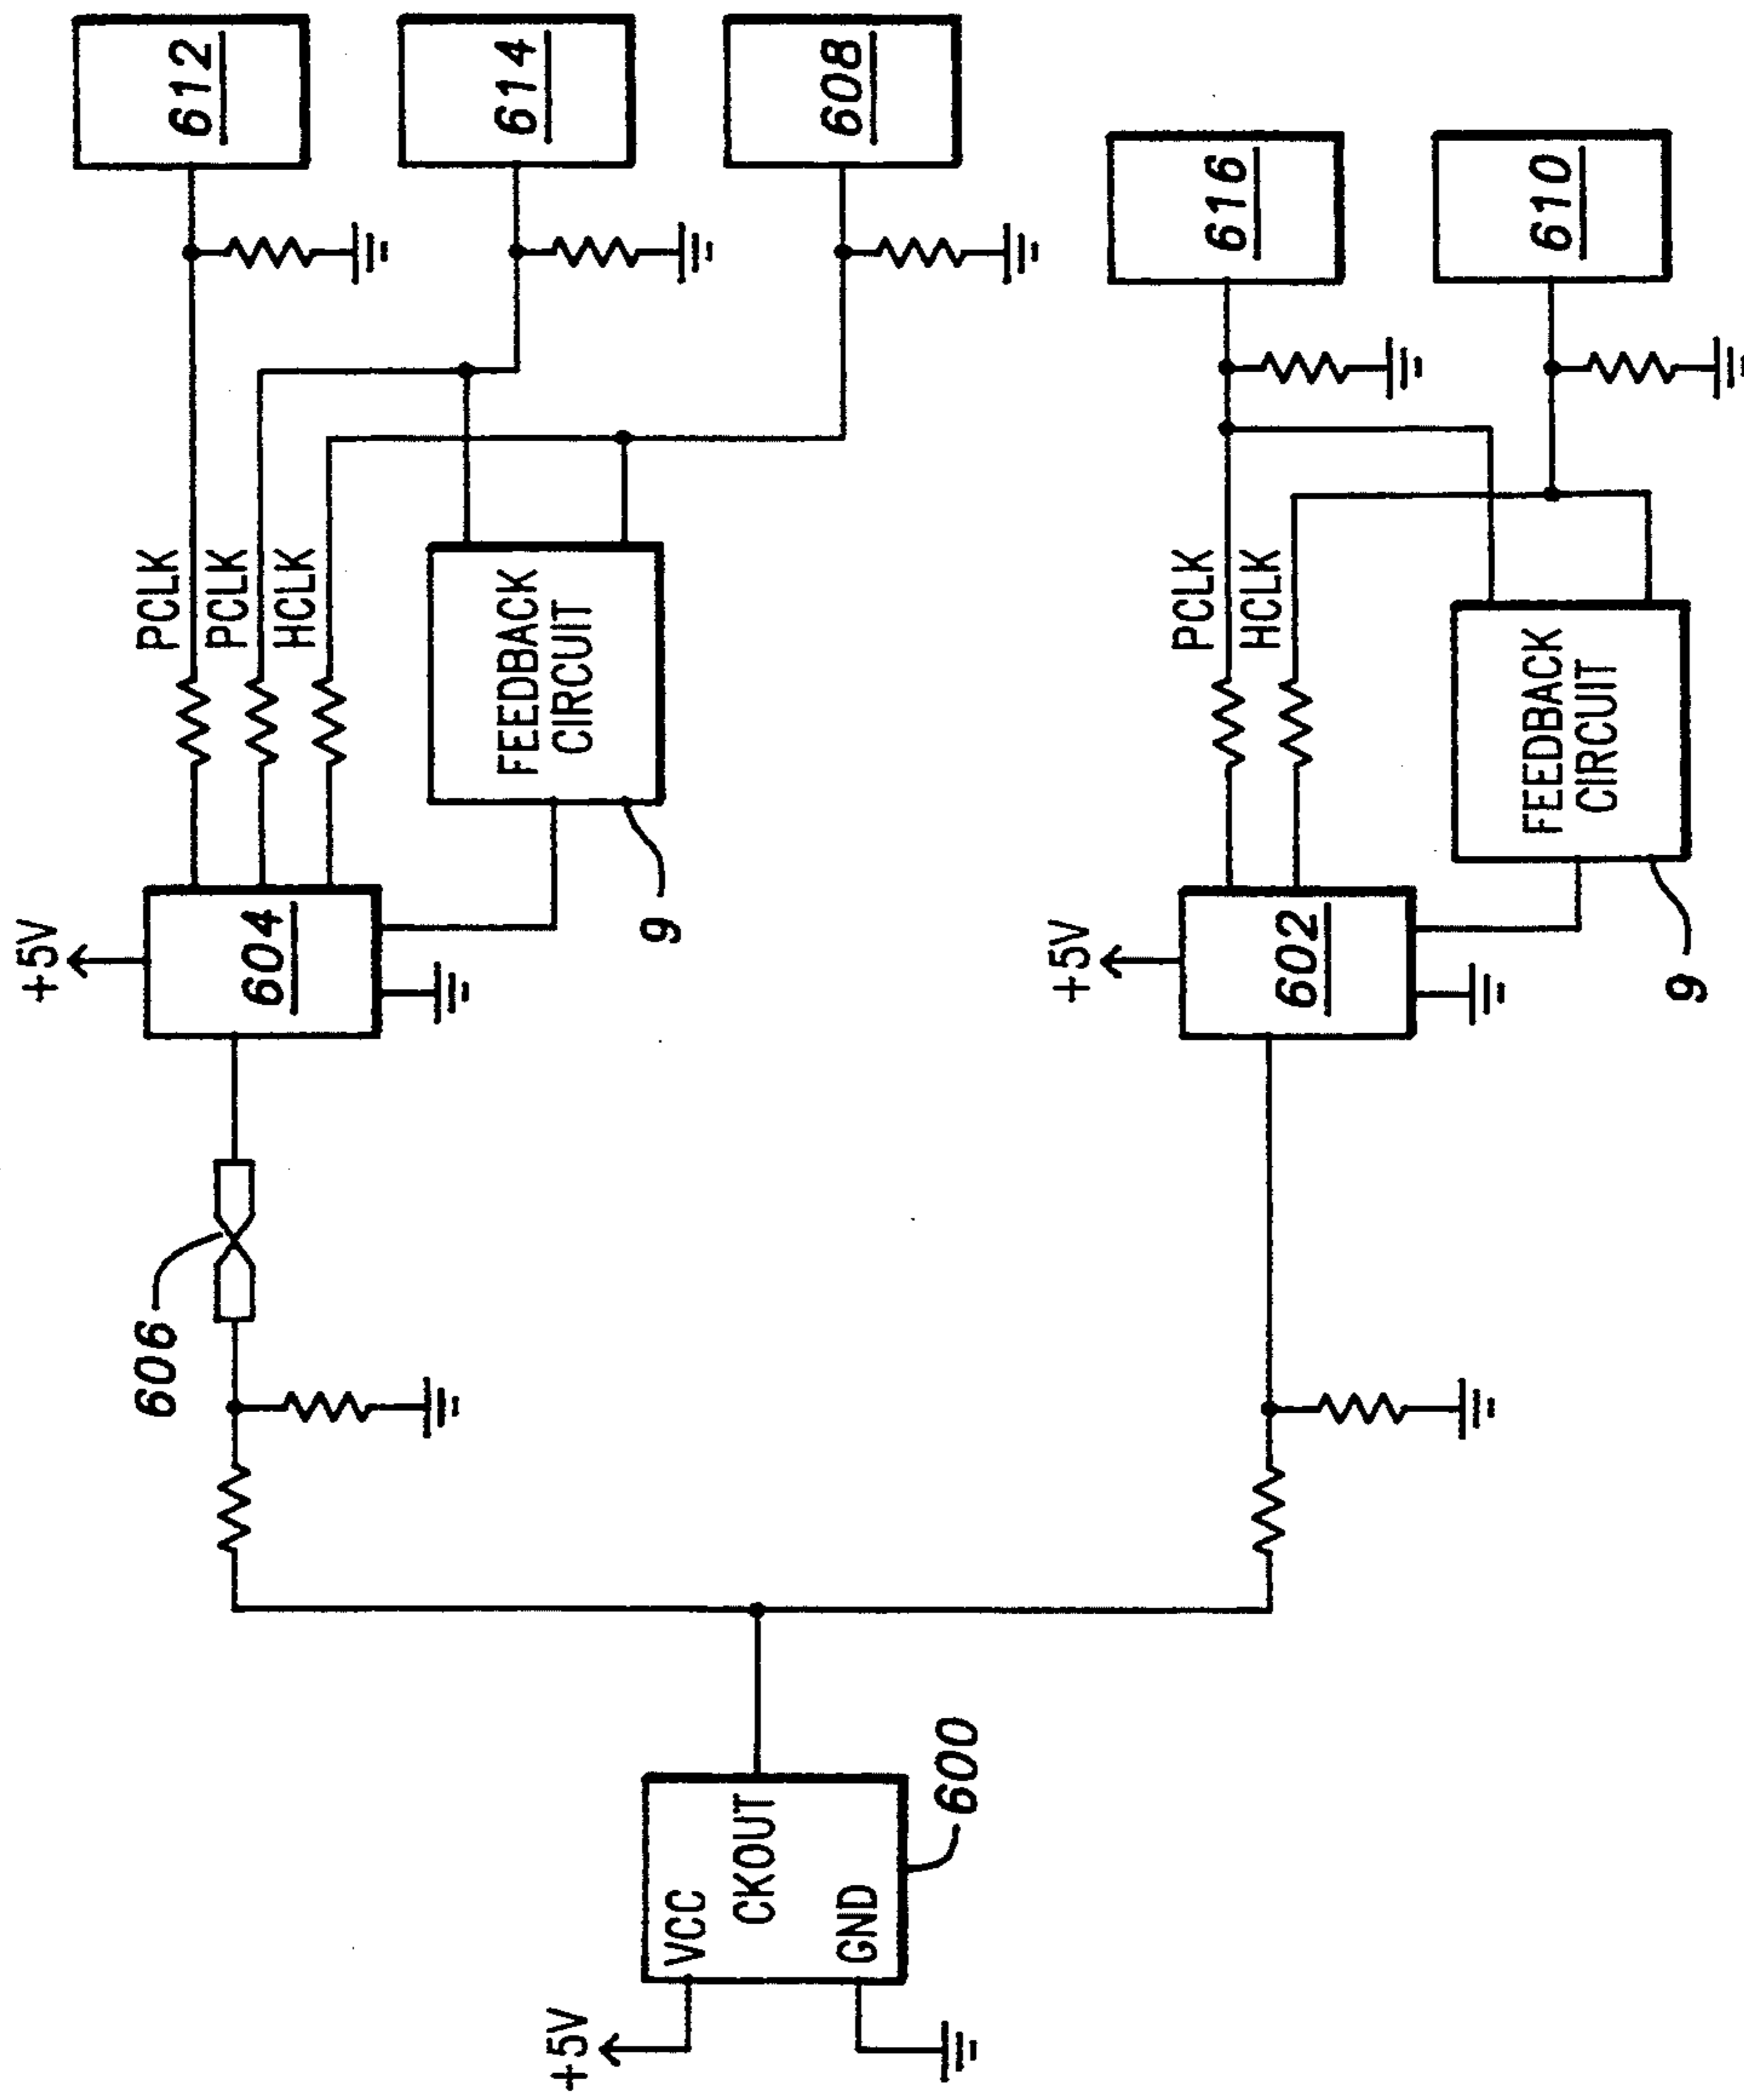 +5V
606
PCLK
612
PCLK
604
HCLK
614
FEEDBACK
CIRCUIT
9
+5V
VCC
CKOUT
GND
608
600
+5V
PCLK
616
HCLK
602
FEEDBACK
CIRCUIT
610
9